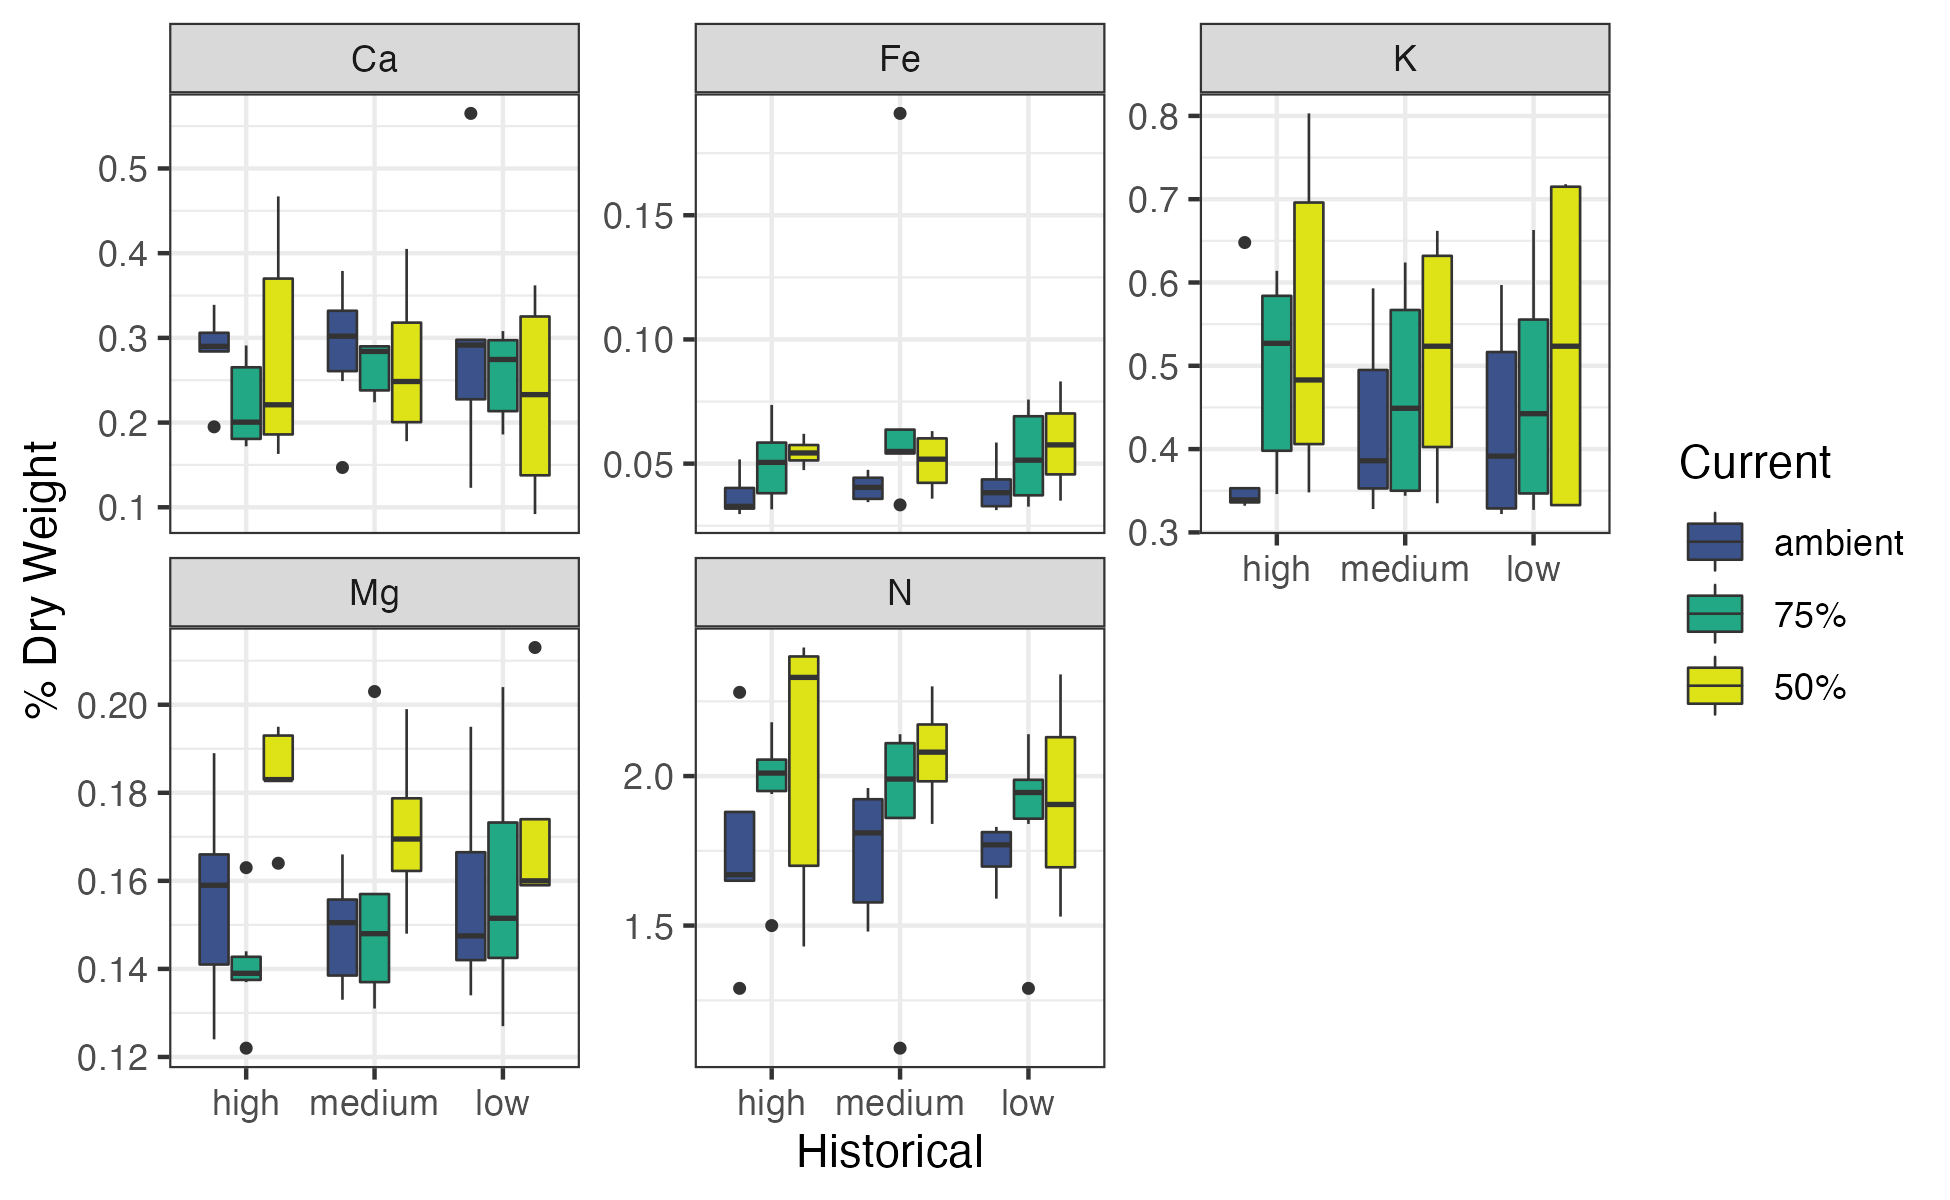 Ca
Fe
K
0.5
0.4
0.3
0.2
0.1
0.15
0.10
0.05
0.8
0.7
0.6
0.5
0.4
0.3
high medium low
Mg
N
0.20
0.18
0.16
0.14
0.12
2.0
1.5
high medium low
high medium low
% Dry Weight
Historical
Current
ambient
75%
50%